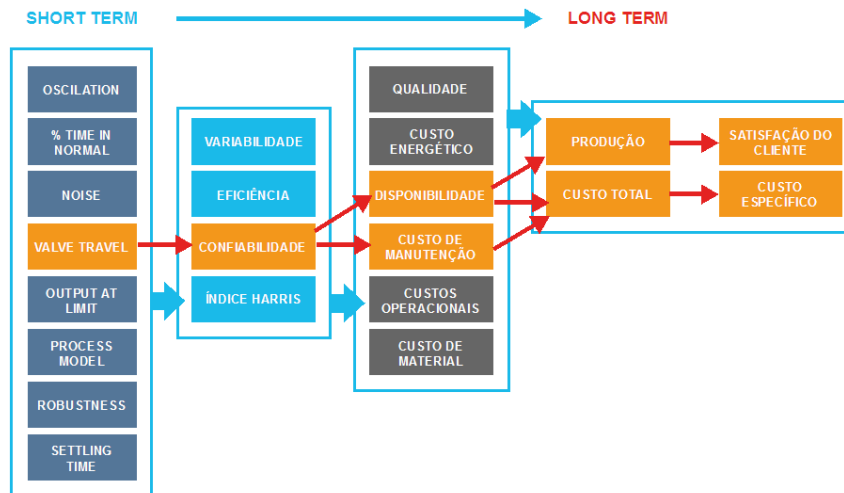 SHORT TERM
LONG TERM
OSCILATION
% TIME IN
NORMAL
NOISE
VALVE TRAVEL
OUTPUT AT
LIMIT
PROCESS
MODEL
ROBUSTNESS
SETTLING
TIME
VARIABILIDADE
EFICIÊNCIA
CONFIABILIDADE
ÍNDICE HARRIS
QUALIDADE
CUSTO
ENERGÉTICO
DISPONIBILIDADE
CUSTO DE
MANUTENÇÃO
CUSTOS
OPERACIONAIS
CUSTO DE
MATERIAL
PRODUÇÃO
CUSTO TOTAL
SATISFAÇÃO DO
CLIENTE
CUSTO
ESPECÍFICO